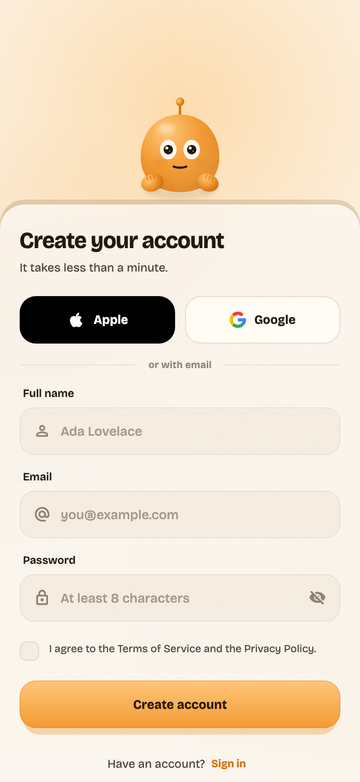 Create your account
It takes less than a minute.
Apple
Google
or with email
Full name
Ada Lovelace
Email
you@example.com
Password
At least 8 characters
I agree to the Terms of Service and the Privacy Policy.
Create account
Have an account? Sign in